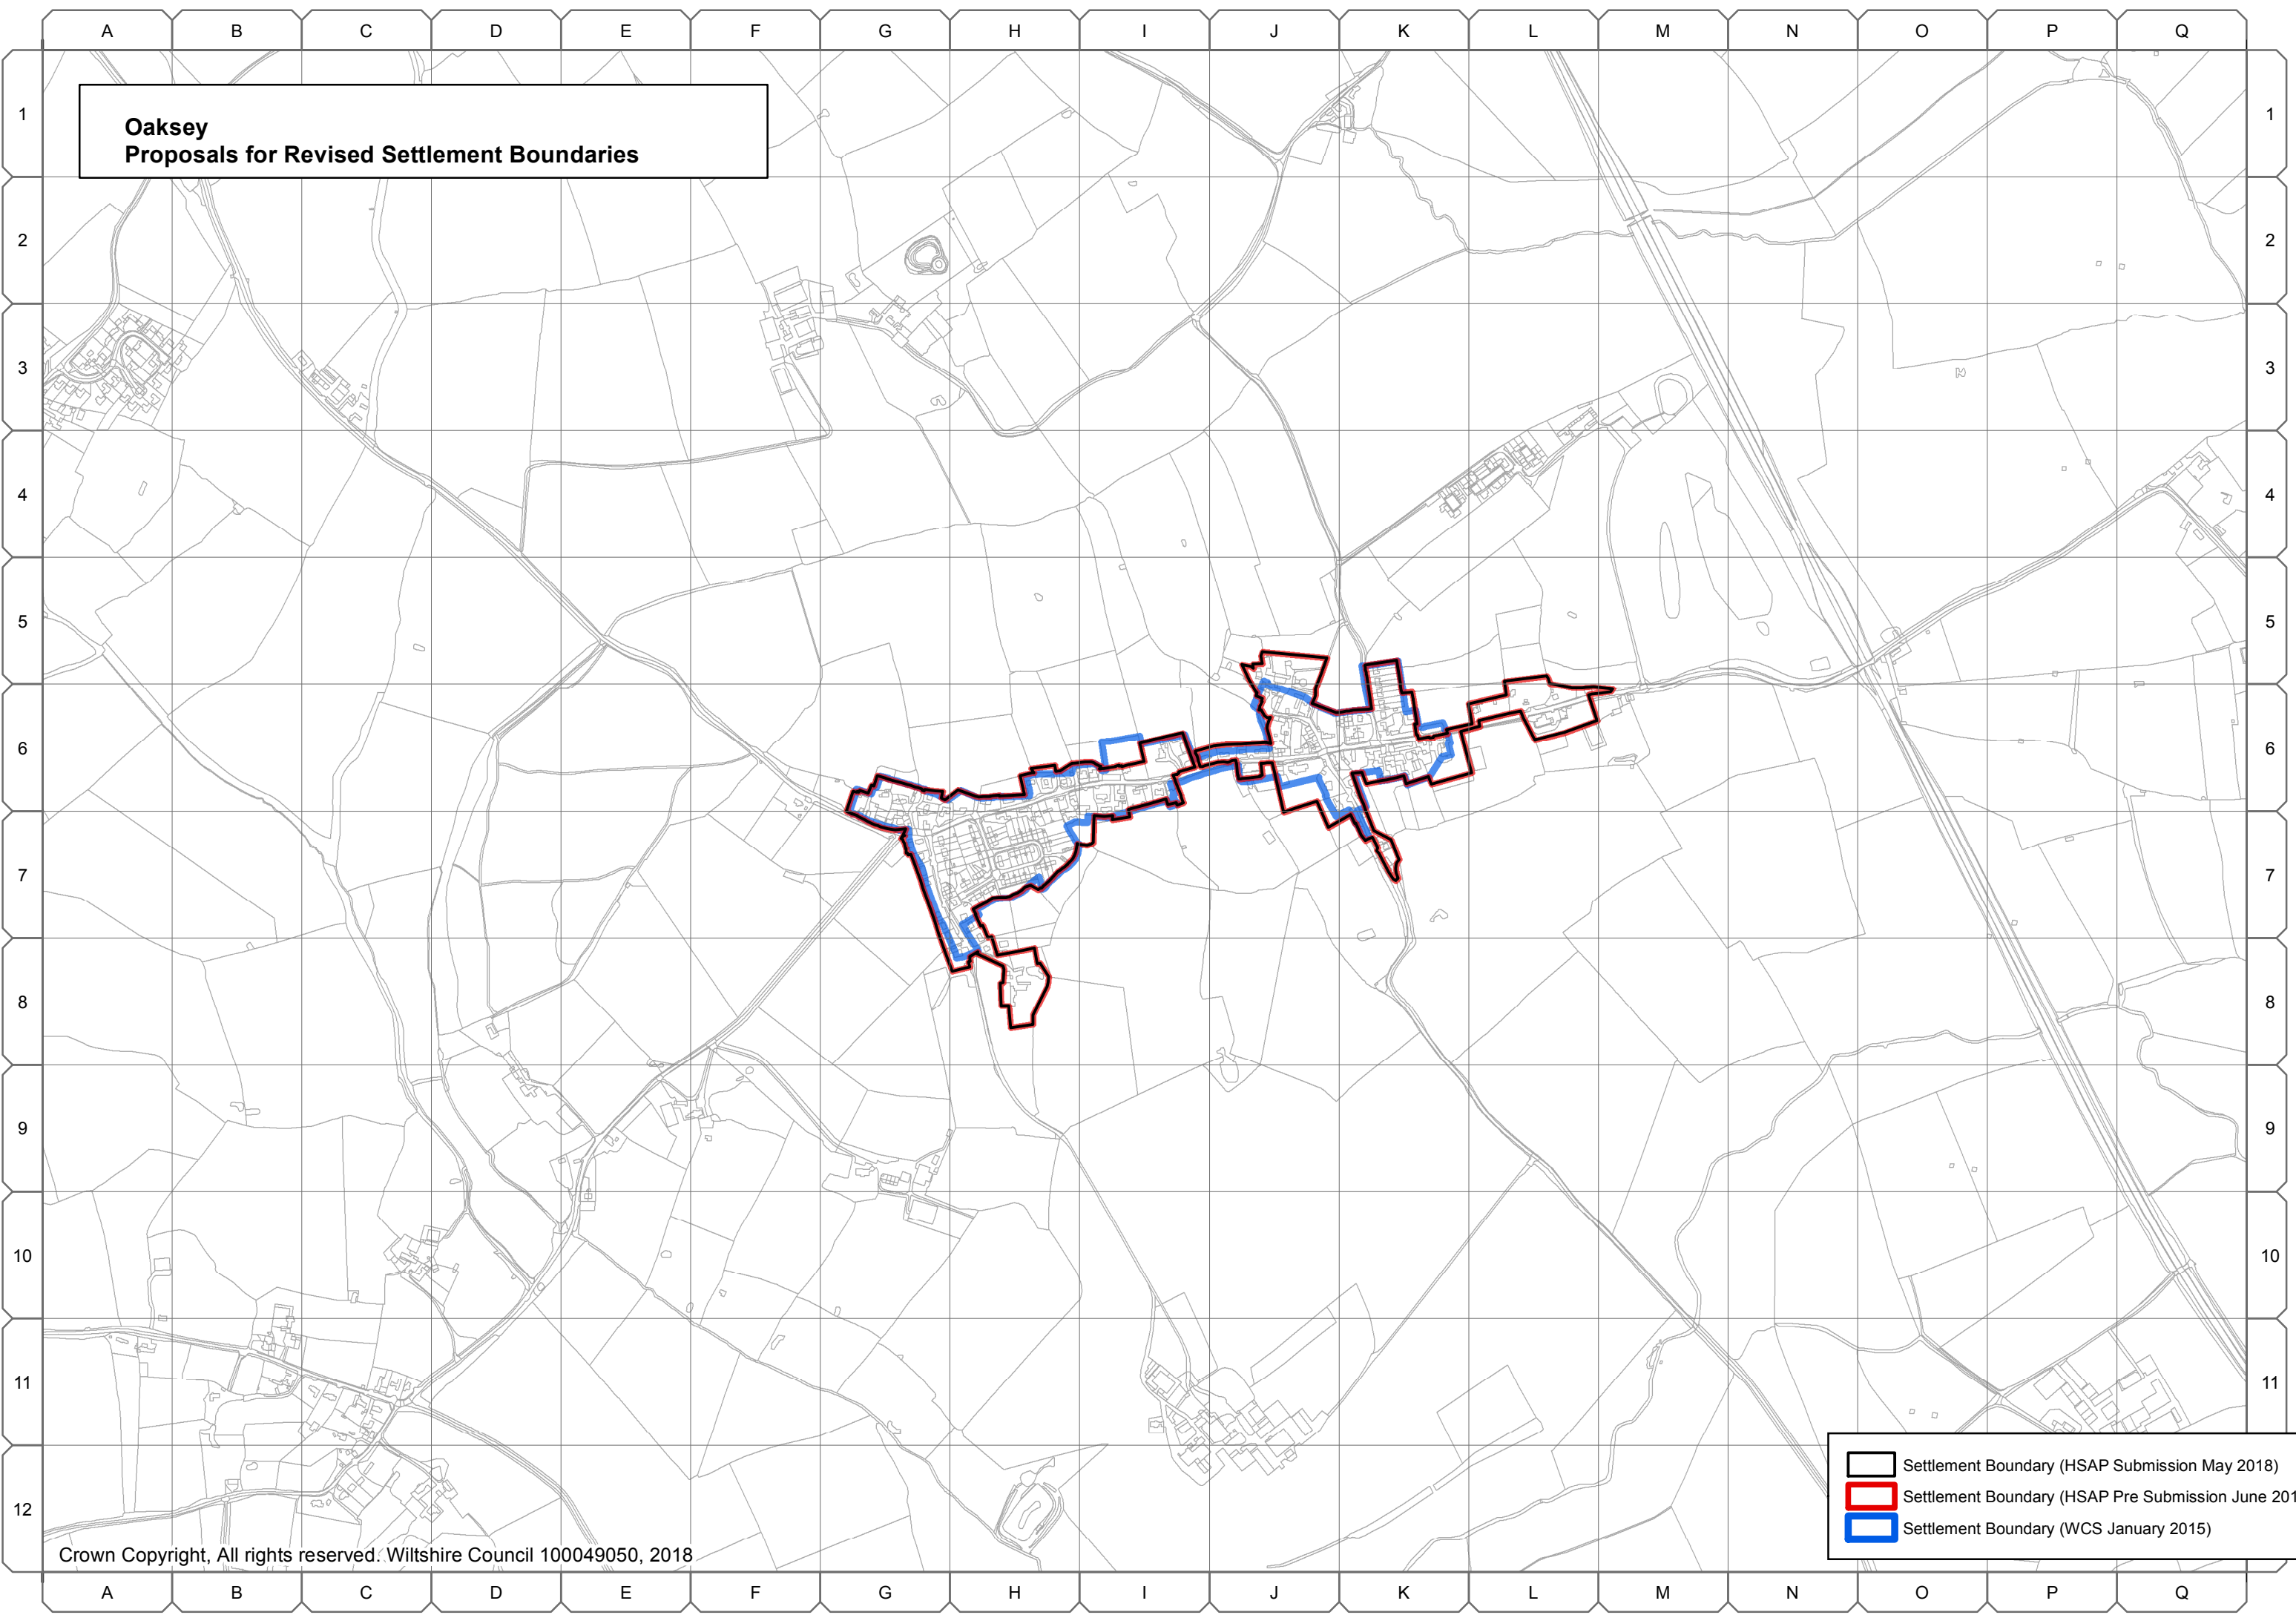 A B C D E F G H I J K L M N O P Q
1 1
Oaksey
Proposals for Revised Settlement Boundaries
2 2
3 3
4 4
5 5
6 6
7 7
8 8
9 9
10 10
11 11
Settlement Boundary (HSAP Submission May 2018)
Settlement Boundary (HSAP Pre Submission June 201
Settlement Boundary (WCS January 2015)
12
Crown Copyright, All rights reserved. Wiltshire Council 100049050, 2018
A B C D E F G H I J K L M N O P Q